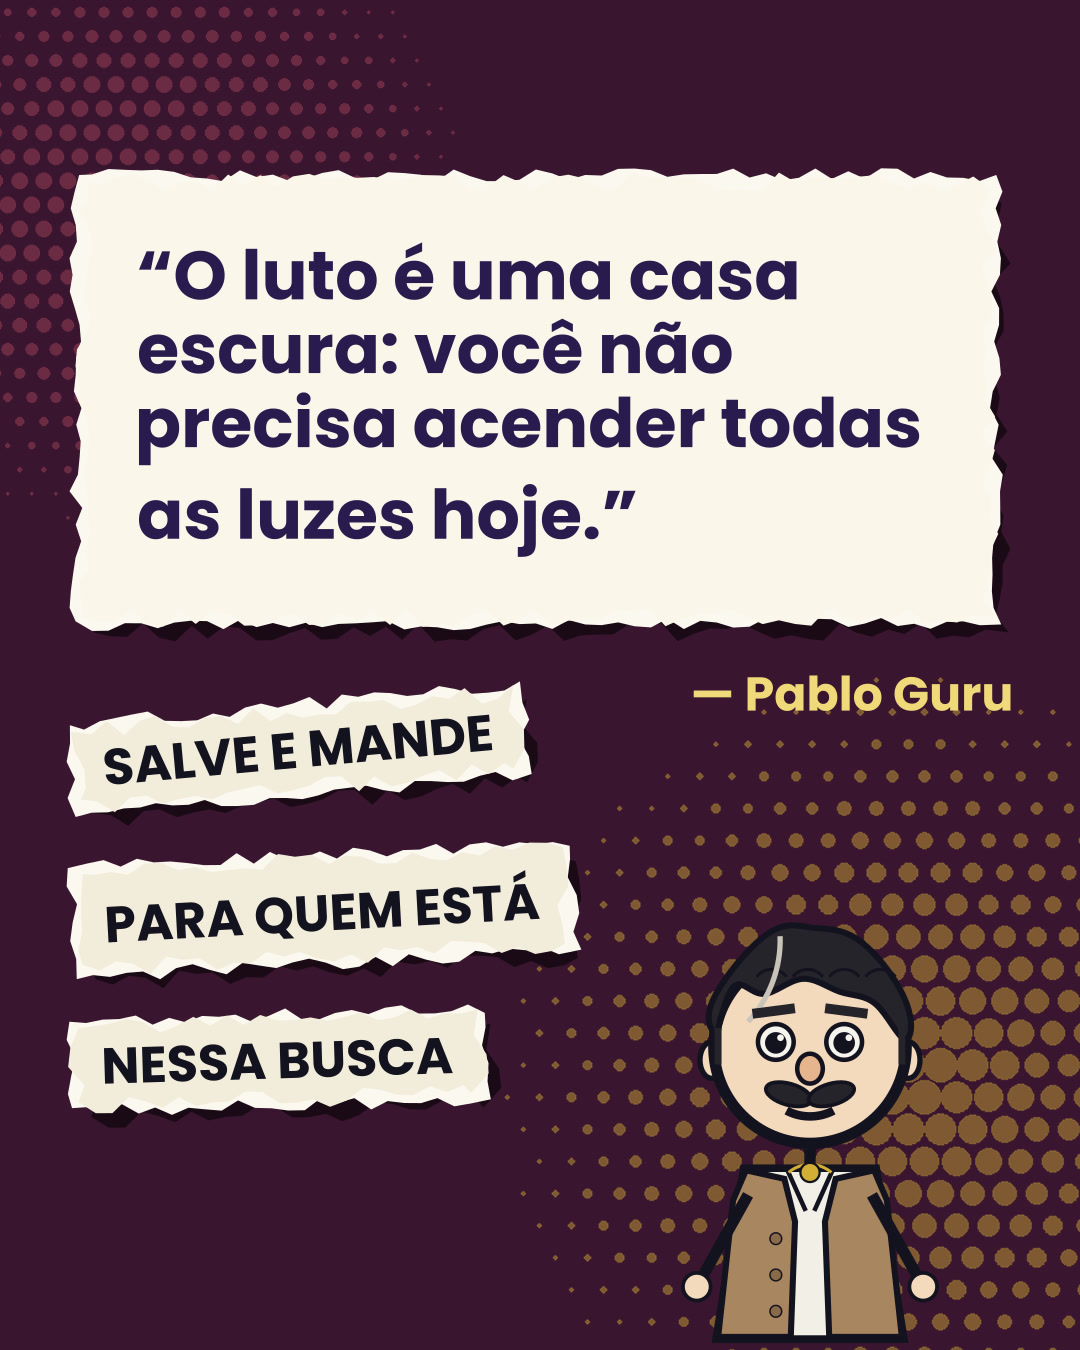 “O luto é uma casa
escura: você não
precisa acender todas
as luzes hoje.”
— Pablo Guru
SALVE E MANDE
PARA QUEM ESTÁ
NESSA BUSCA